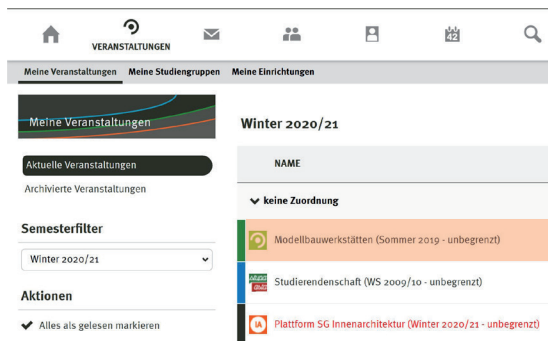 42
VERANSTALTUNGEN
Meine Veranstaltungen Meine Studiengruppen Meine Einrichtungen
Meine Veranstaltungen
Aktuelle Veranstaltungen
Archivierte Veranstaltungen
Semesterfilter
Winter 2020/21
Aktionen
Alles als gelesen markieren
Winter 2020/21
NAME
keine Zuordnung
Modellbauwerkstätten (Sommer 2019 - unbegrenzt)
Studierendenschaft (WS 2009/10 - unbegrenzt)
IA
Plattform SG Innenarchitektur (Winter 2020/21 - unbegrenzt)